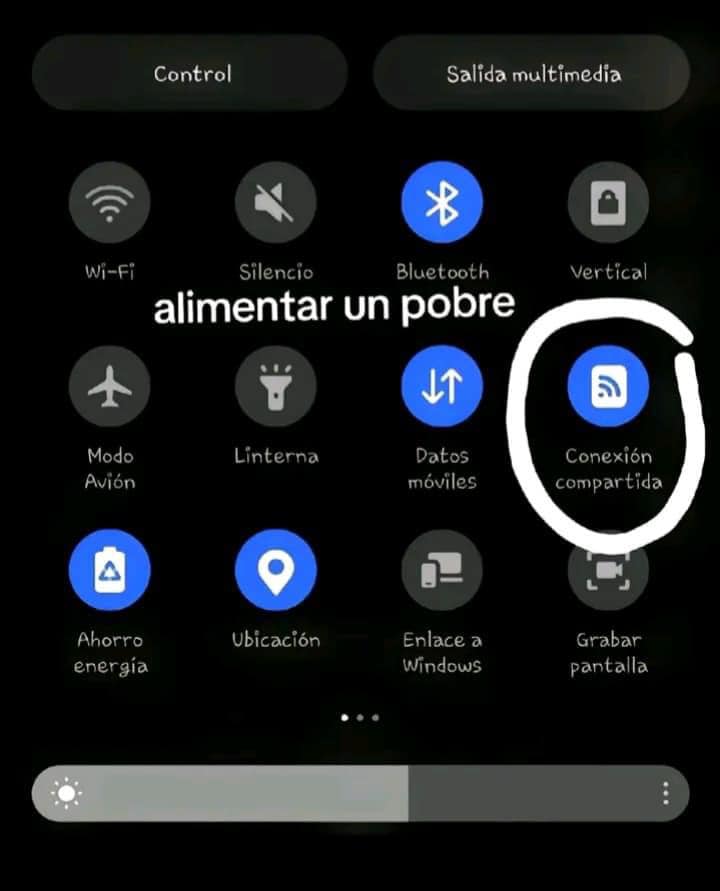 Control
Salida multimedia
Wi-Fi
Silencio
Bluetooth
Vertical
alimentar un pobre
Modo
Avión
Linterna
Datos
móviles
Conexión
compartida
Ahorro
energía
Ubicación
Enlace a
Windows
Grabar
pantalla